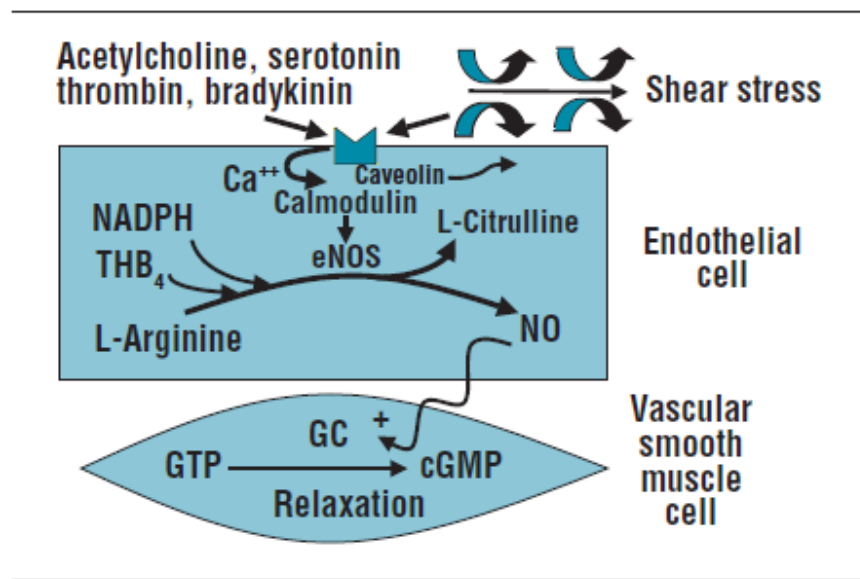 Acetylcholine, serotonin
thrombin, bradykinin
Shear stress
Ca⁺⁺
Caveolin
Calmodulin
NADPH
L-Citrulline
THB₄
eNOS
L-Arginine
NO
Endothelial
cell
GC +
GTP
cGMP
Relaxation
Vascular
smooth
muscle
cell